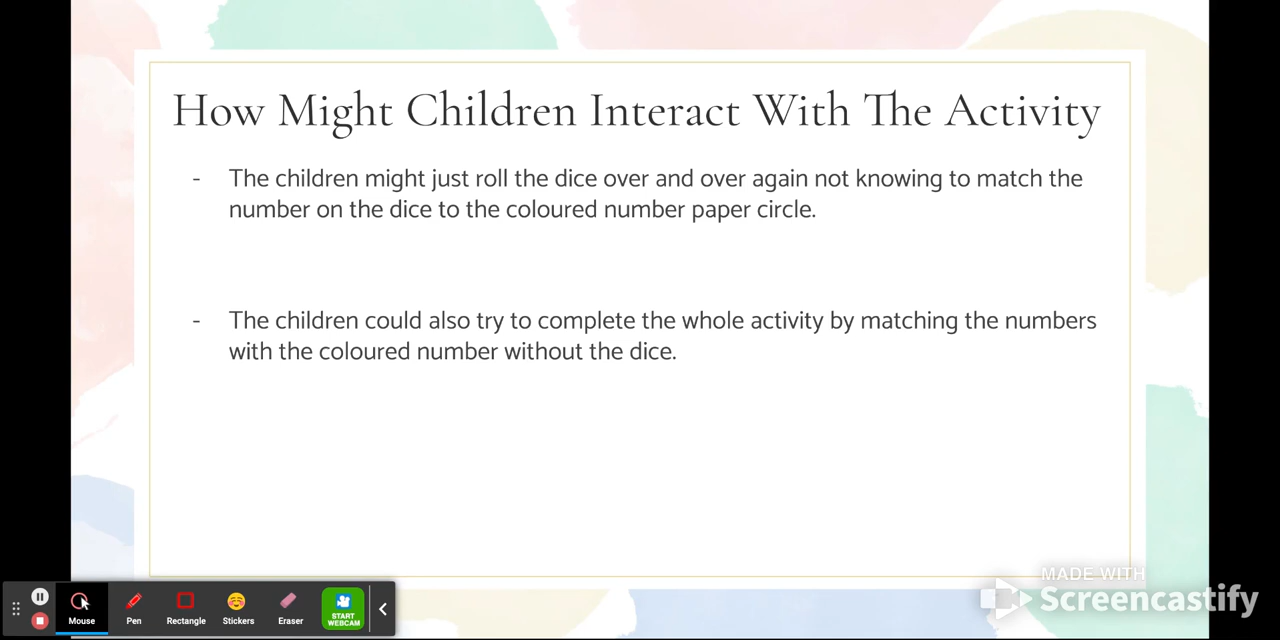 How Might Children Interact With The Activity
- The children might just roll the dice over and over again not knowing to match the
number on the dice to the coloured number paper circle.
- The children could also try to complete the whole activity by matching the numbers
with the coloured number without the dice.
MADE WITH
Screencastify
START
WEBCAM
Mouse
Pen
Rectangle
Stickers
Eraser